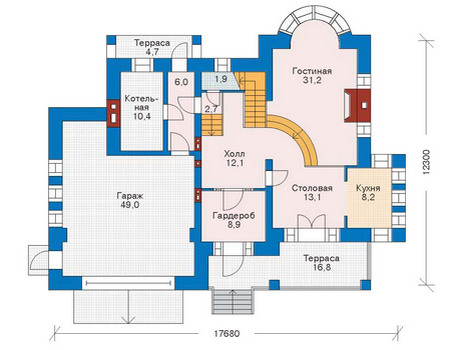 Терраса
4,7
6,0
1,9
Гостиная
31,2
Котель-
ная
10,4
2,7
Холл
12,1
Гараж
49,0
Столовая
13,1
Кухня
8,2
Гардероб
8,9
Терраса
16,8
12300
17680